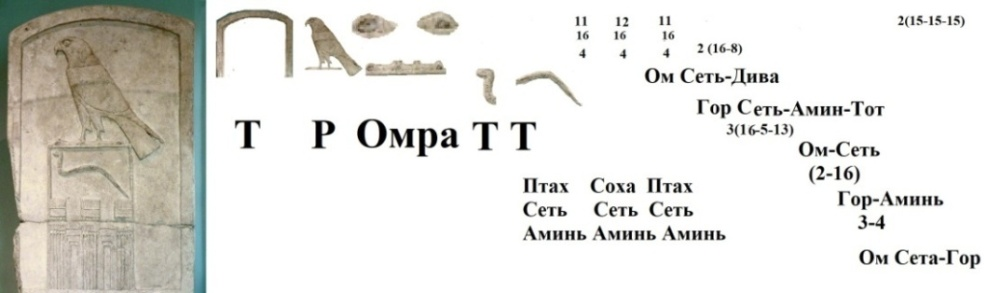 11 12 11
16 16 16
4 4 4
2(15-15-15)
2 (16-8)
Ом Сеть-Дива
Гор Сеть-Амин-Тот
3(16-5-13)
Ом-Сеть
(2-16)
Гор-Аминь
3-4
Ом Сета-Гор
Т Р Омра Т Т
Птах Соха Птах
Сеть Сеть Сеть
Аминь Аминь Аминь